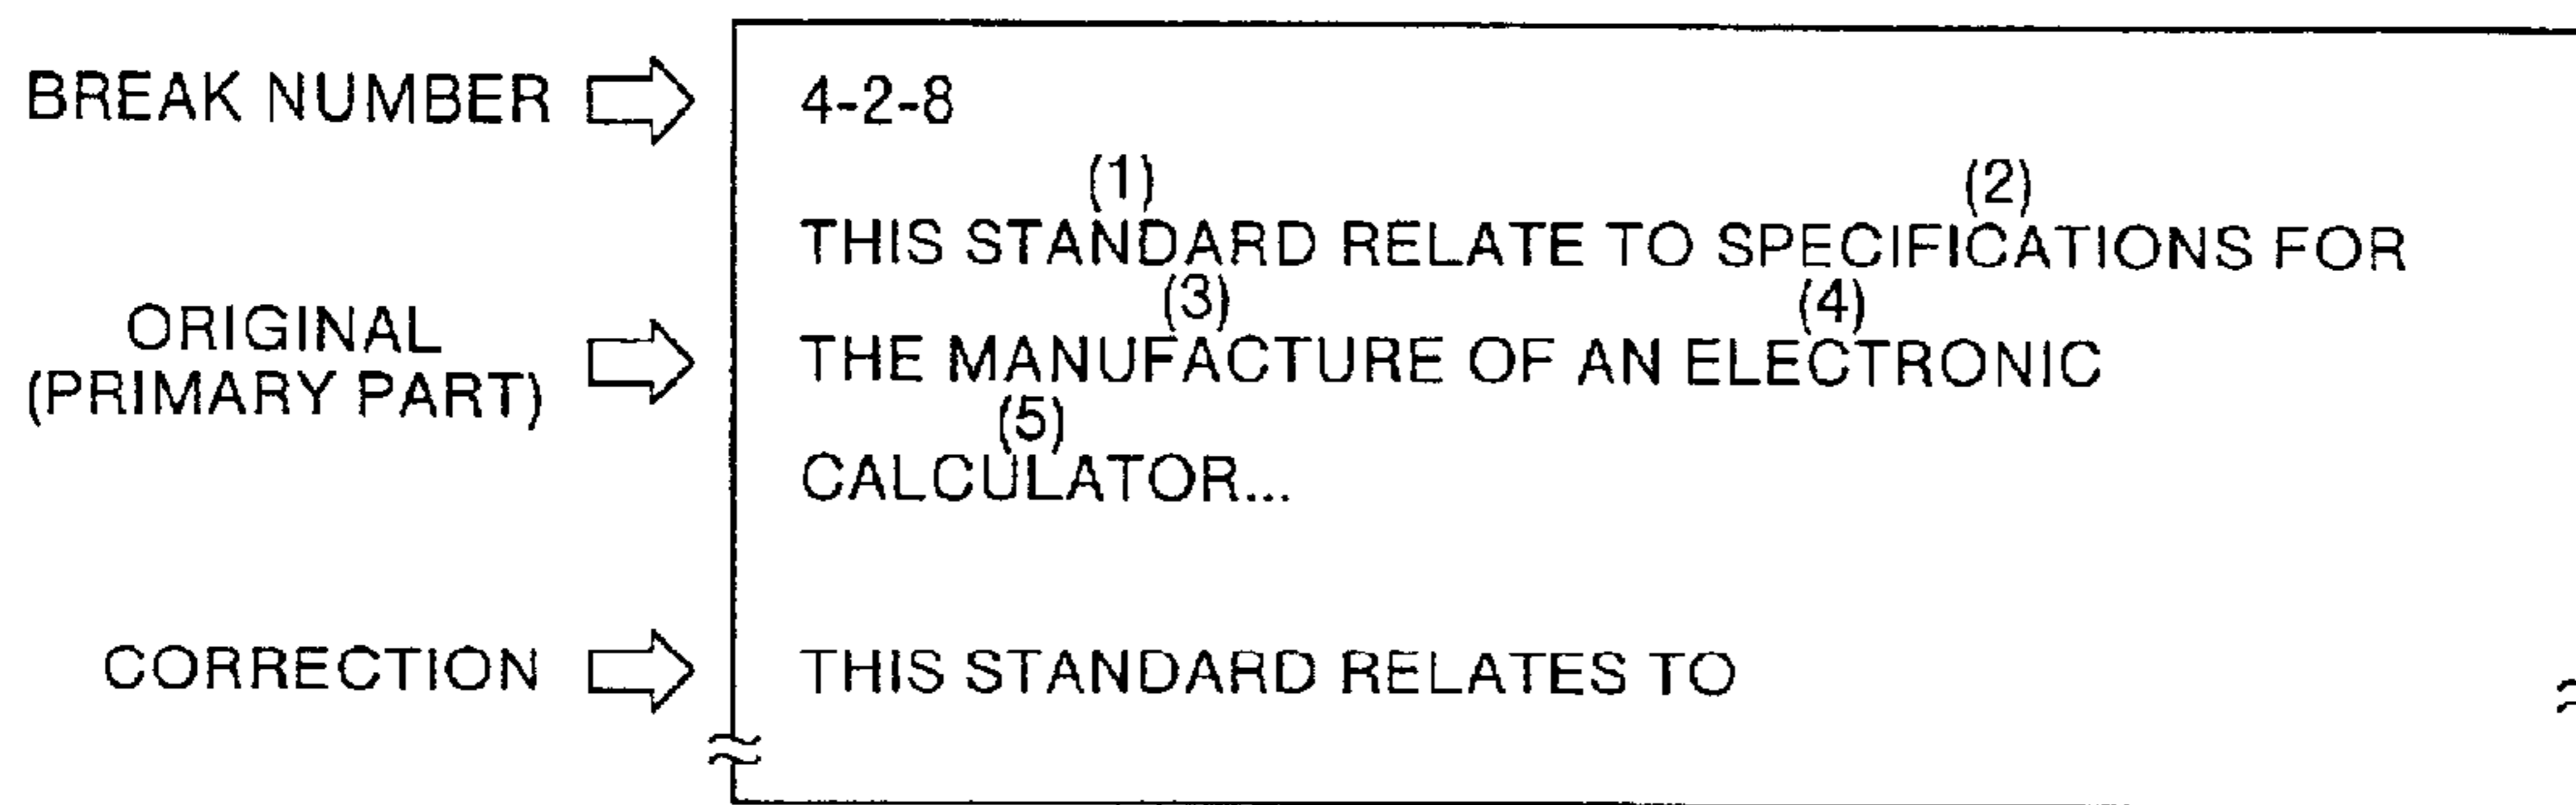 BREAK NUMBER 4-2-8
(1) (2)
THIS STANDARD RELATE TO SPECIFICATIONS FOR
(3) (4)
ORIGINAL
(PRIMARY PART)
THE MANUFACTURE OF AN ELECTRONIC
(5)
CALCULATOR...
CORRECTION THIS STANDARD RELATES TO